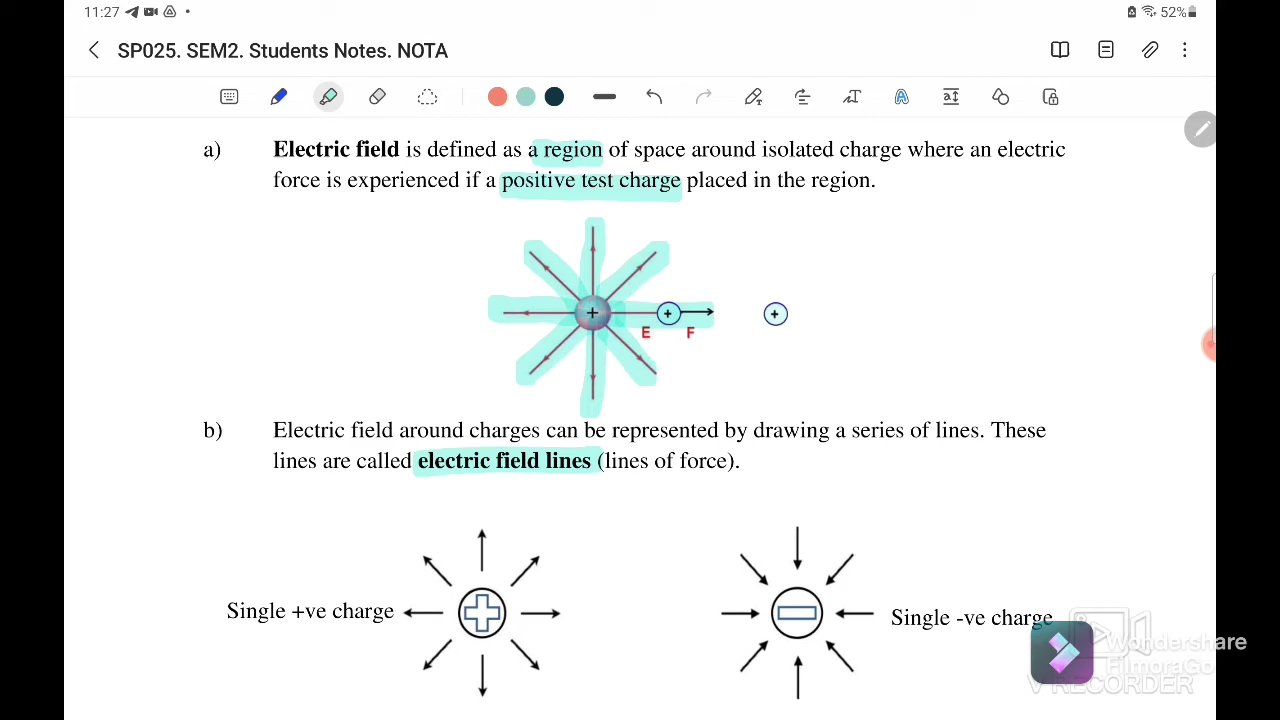 11:27
52%
SP025. SEM2. Students Notes. NOTA
a) Electric field is defined as a region of space around isolated charge where an electric
force is experienced if a positive test charge placed in the region.
+ + +
E F
b) Electric field around charges can be represented by drawing a series of lines. These
lines are called electric field lines (lines of force).
Single +ve charge
Single -ve charge
Wondershare
FilmoraGo
V RECORDER